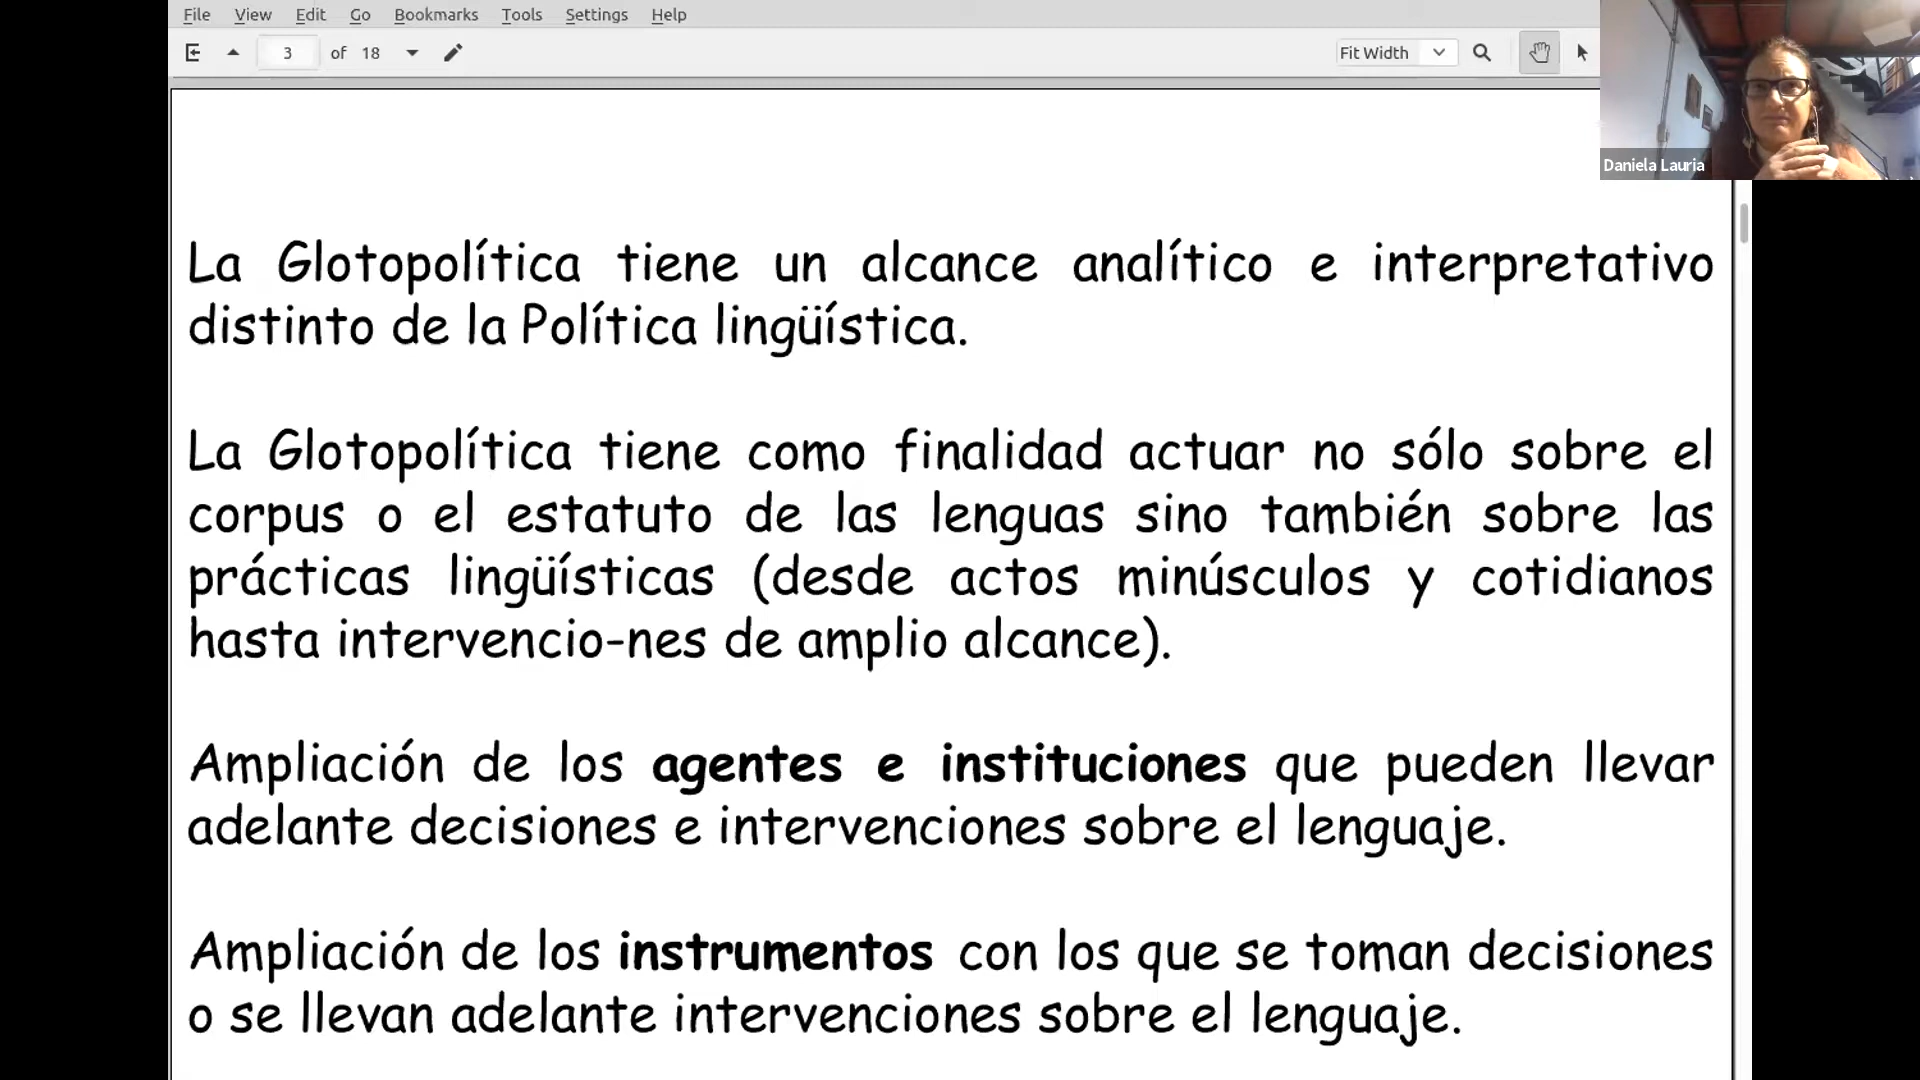 File View Edit Go Bookmarks Tools Settings Help
3 of 18 Fit Width
Daniela Lauria
La Glotopolítica tiene un alcance analítico e interpretativo
distinto de la Política lingüística.
La Glotopolítica tiene como finalidad actuar no sólo sobre el
corpus o el estatuto de las lenguas sino también sobre las
prácticas lingüísticas (desde actos minúsculos y cotidianos
hasta intervencio-nes de amplio alcance).
Ampliación de los agentes e instituciones que pueden llevar
adelante decisiones e intervenciones sobre el lenguaje.
Ampliación de los instrumentos con los que se toman decisiones
o se llevan adelante intervenciones sobre el lenguaje.